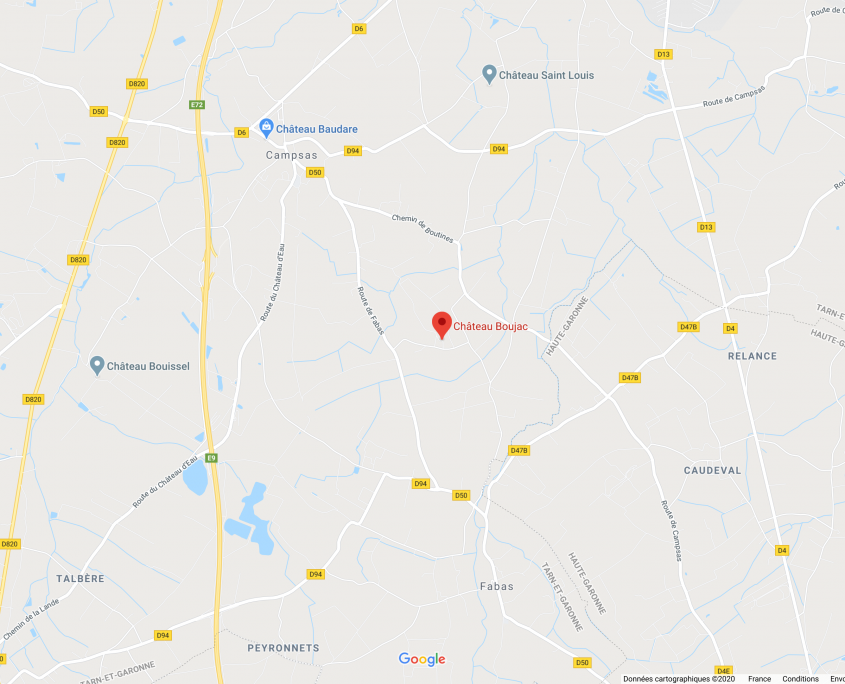 Route de C
D6
D13
Château Saint Louis
D820
Route de Campsas
E72
D50
Château Baudare
D6
D820
D94
D94
Campsas
D50
Rou
Chemin de Boutines
D13
D820
Route du Château d'Eau
Route de Fabas
HAUTE-GARONNE
TARN-E
HAUTE-G
Château Boujac
D47B
D4
RELANCE
Château Bouissel
D47B
D820
D47B
E9
Route du Château d'Eau
CAUDEVAL
D94
D50
Route de Campsas
D820
D4
TALBÈRE
D94
Fabas
HAUTE-GARONNE
TARN-ET-GARONNE
Chemin de la Lande
D94
PEYRONNETS
0
TARN-ET-GARONNE
Google
D50
D4E
Données cartographiques ©2020 France Conditions Envo